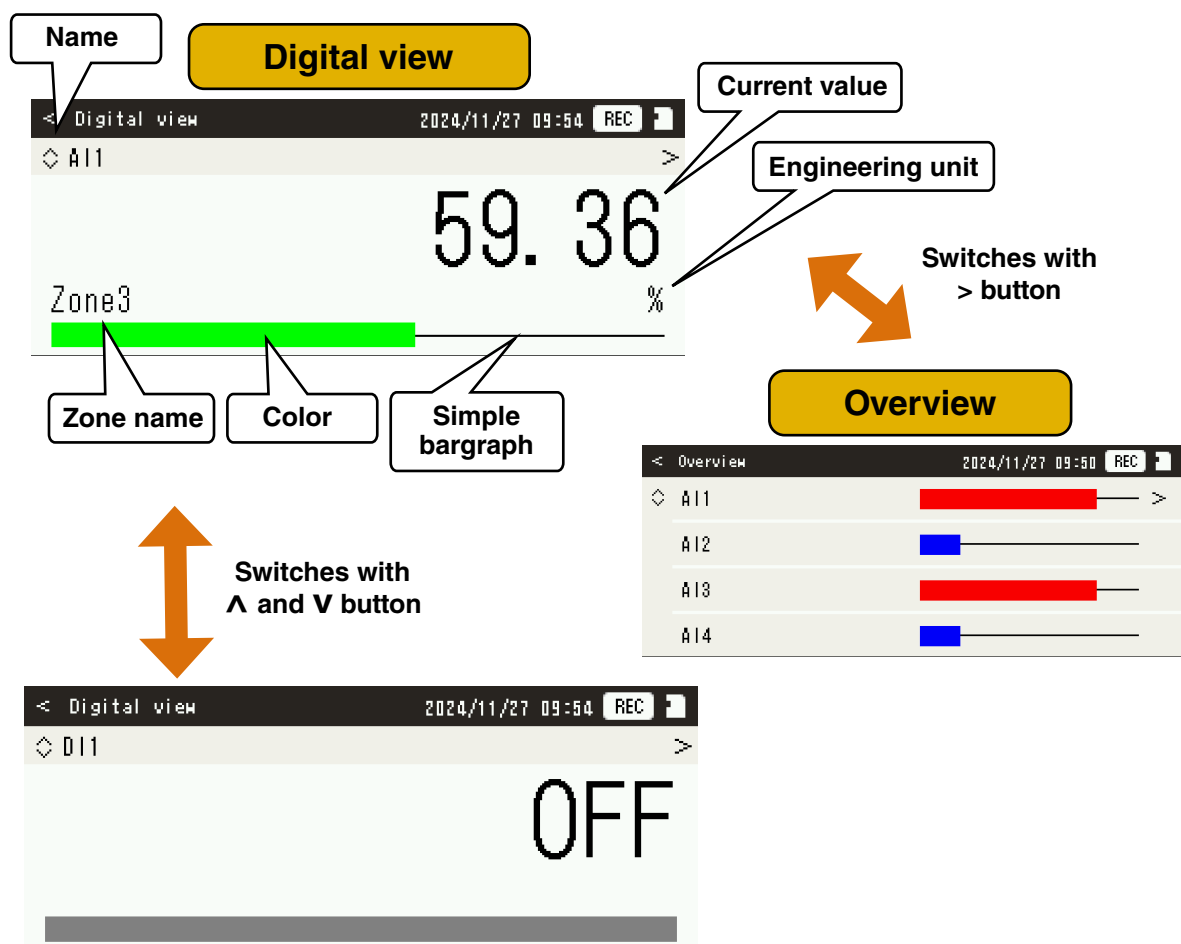 Name
Digital view
Current value
< Digital view 2024/11/27 09:54 REC
◇ AI1 >
Engineering unit
59.36
Zone3 %
Switches with
> button
Zone name
Color
Simple
bargraph
Overview
< Overview 2024/11/27 09:50 REC
◇ AI1 >
AI2
AI3
AI4
Switches with
∧ and V button
< Digital view 2024/11/27 09:54 REC
◇ DI1 >
OFF